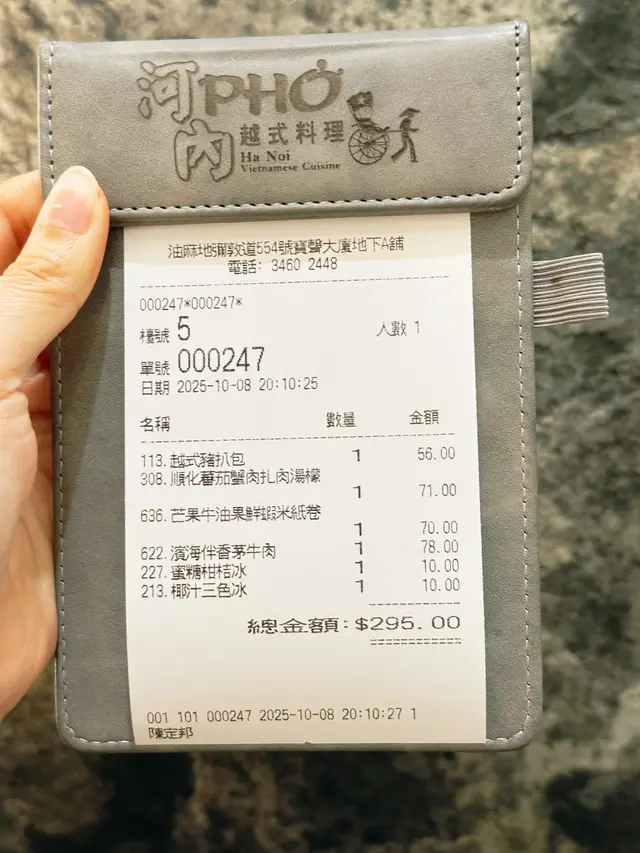 河內
PHỞ
越式料理
Ha Noi
Vietnamese Cuisine
油麻地彌敦道554號寶聲大廈地下A舖
電話: 3460 2448
000247*000247*
檯號 5 人數 1
單號 000247
日期 2025-10-08 20:10:25
名稱 數量 金額
113. 越式豬扒包 1 56.00
308. 順化蕃茄蟹肉扎肉湯檬
1 71.00
636. 芒果牛油果鮮蝦米紙卷
1 70.00
622. 濱海伴香茅牛肉 1 78.00
227. 蜜糖柑桔冰 1 10.00
213. 椰汁三色冰 1 10.00
總金額: $295.00
001 101 000247 2025-10-08 20:10:27 1
陳定邦